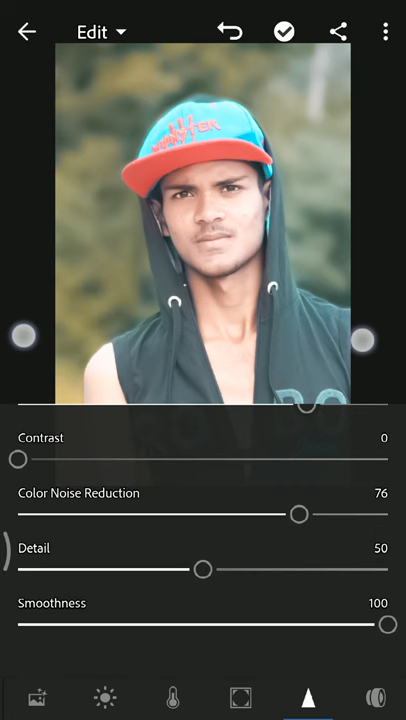 Edit
Contrast 0
Color Noise Reduction 76
Detail 50
Smoothness 100